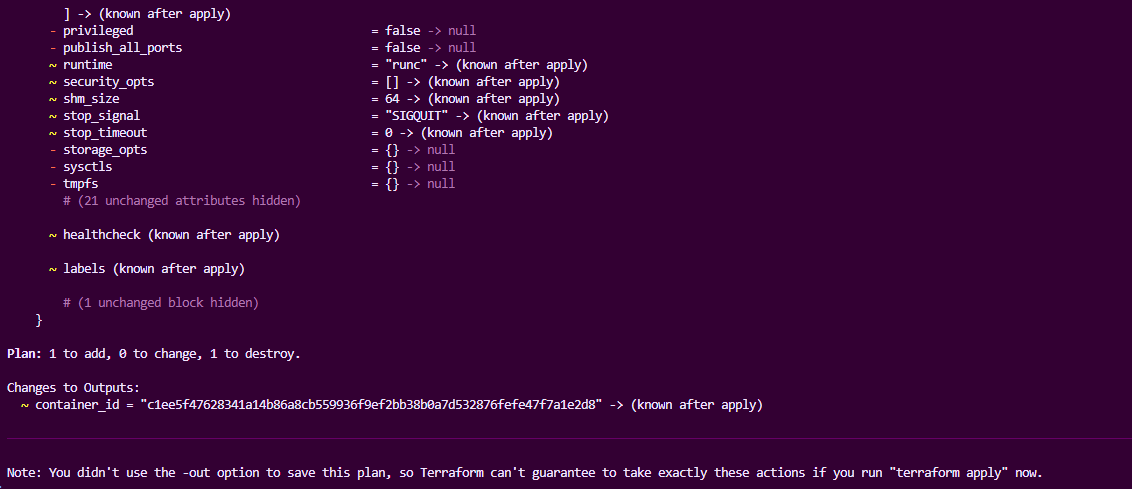 ] -> (known after apply)
- privileged = false -> null
- publish_all_ports = false -> null
~ runtime = "runc" -> (known after apply)
~ security_opts = [] -> (known after apply)
~ shm_size = 64 -> (known after apply)
~ stop_signal = "SIGQUIT" -> (known after apply)
~ stop_timeout = 0 -> (known after apply)
- storage_opts = {} -> null
- sysctls = {} -> null
- tmpfs = {} -> null
# (21 unchanged attributes hidden)
~ healthcheck (known after apply)
~ labels (known after apply)
# (1 unchanged block hidden)
}
Plan: 1 to add, 0 to change, 1 to destroy.
Changes to Outputs:
~ container_id = "c1ee5f47628341a14b86a8cb559936f9ef2bb38b0a7d532876fefe47f7a1e2d8" -> (known after apply)
Note: You didn't use the -out option to save this plan, so Terraform can't guarantee to take exactly these actions if you run "terraform apply" now.